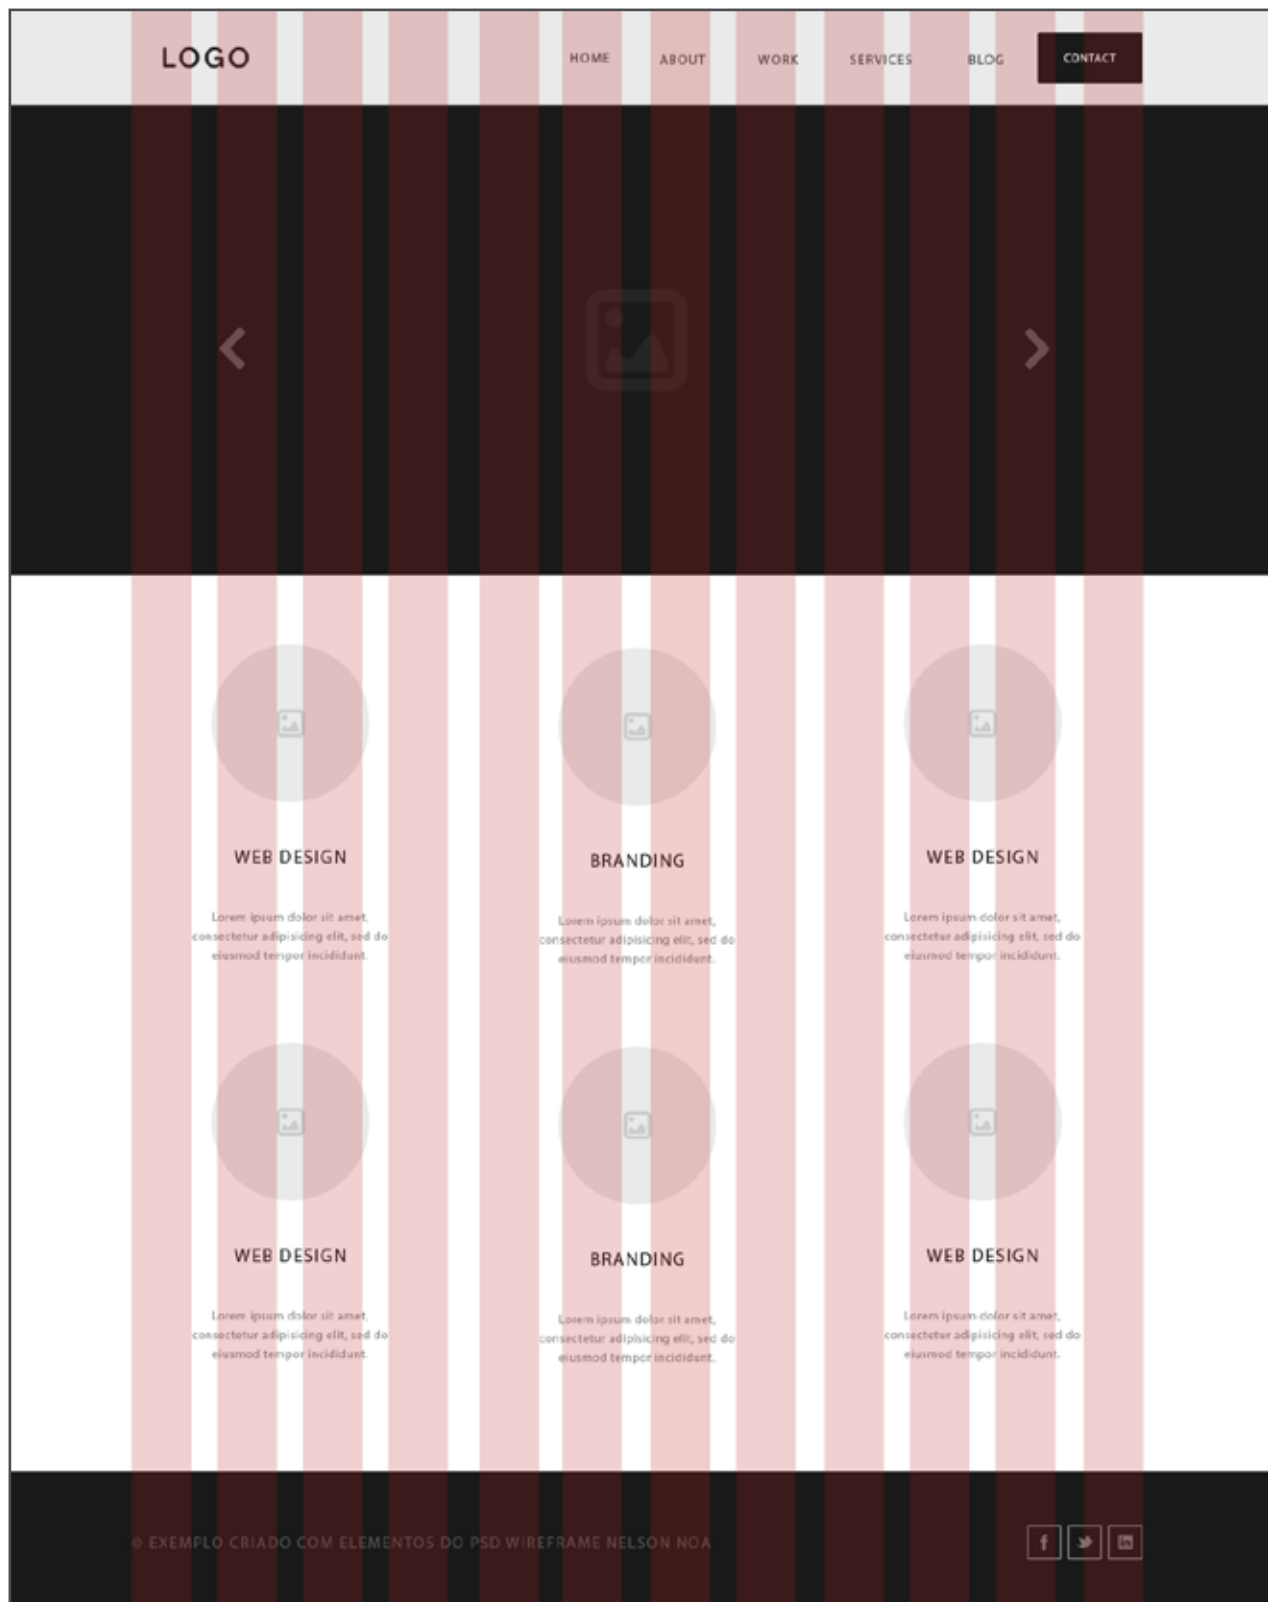 LOGO
HOME ABOUT WORK SERVICES BLOG CONTACT
WEB DESIGN
Lorem ipsum dolor sit amet,
consectetur adipisicing elit, sed do
eiusmod tempor incididunt.
BRANDING
Lorem ipsum dolor sit amet,
consectetur adipisicing elit, sed do
eiusmod tempor incididunt.
WEB DESIGN
Lorem ipsum dolor sit amet,
consectetur adipisicing elit, sed do
eiusmod tempor incididunt.
WEB DESIGN
Lorem ipsum dolor sit amet,
consectetur adipisicing elit, sed do
eiusmod tempor incididunt.
BRANDING
Lorem ipsum dolor sit amet,
consectetur adipisicing elit, sed do
eiusmod tempor incididunt.
WEB DESIGN
Lorem ipsum dolor sit amet,
consectetur adipisicing elit, sed do
eiusmod tempor incididunt.
© EXEMPLO CRIADO COM ELEMENTOS DO PSD WIREFRAME NELSON NOA
f in